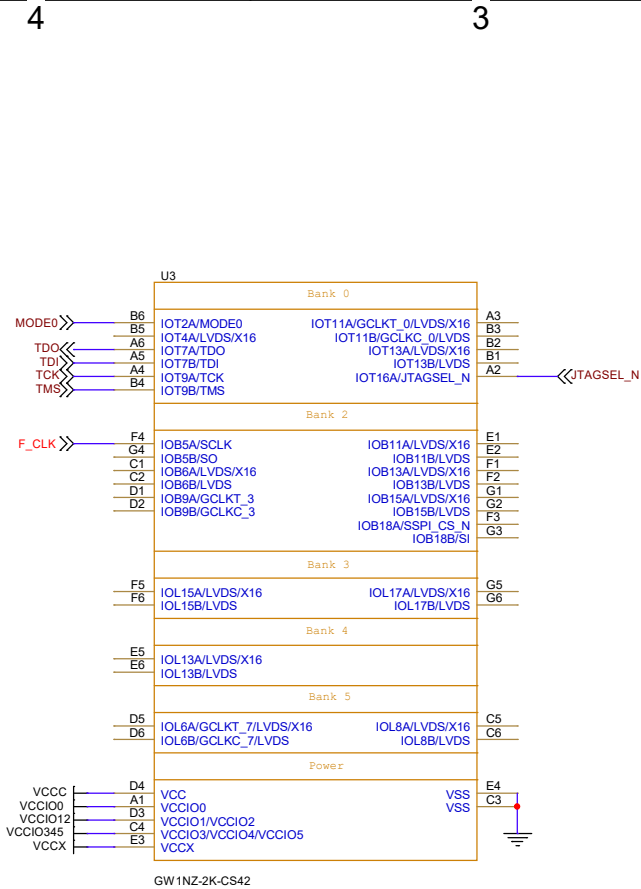 4 3
U3
Bank 0
MODE0 B6 IOT2A/MODE0 IOT11A/GCLKT_0/LVDS/X16 A3
B5 IOT4A/LVDS/X16 IOT11B/GCLKC_0/LVDS B3
TDO A6 IOT7A/TDO IOT13A/LVDS/X16 B2
TDI A5 IOT7B/TDI IOT13B/LVDS B1
TCK A4 IOT9A/TCK IOT16A/JTAGSEL_N A2 JTAGSEL_N
TMS B4 IOT9B/TMS
Bank 2
F_CLK F4 IOB5A/SCLK IOB11A/LVDS/X16 E1
G4 IOB5B/SO IOB11B/LVDS E2
C1 IOB6A/LVDS/X16 IOB13A/LVDS/X16 F1
C2 IOB6B/LVDS IOB13B/LVDS F2
D1 IOB9A/GCLKT_3 IOB15A/LVDS/X16 G1
D2 IOB9B/GCLKC_3 IOB15B/LVDS G2
IOB18A/SSPI_CS_N F3
IOB18B/SI G3
Bank 3
F5 IOL15A/LVDS/X16 IOL17A/LVDS/X16 G5
F6 IOL15B/LVDS IOL17B/LVDS G6
Bank 4
E5 IOL13A/LVDS/X16
E6 IOL13B/LVDS
Bank 5
D5 IOL6A/GCLKT_7/LVDS/X16 IOL8A/LVDS/X16 C5
D6 IOL6B/GCLKC_7/LVDS IOL8B/LVDS C6
Power
VCCC D4 VCC VSS E4
VCCIO0 A1 VCCIO0 VSS C3
VCCIO12 D3 VCCIO1/VCCIO2
VCCIO345 C4 VCCIO3/VCCIO4/VCCIO5
VCCX E3 VCCX
GW1NZ-2K-CS42